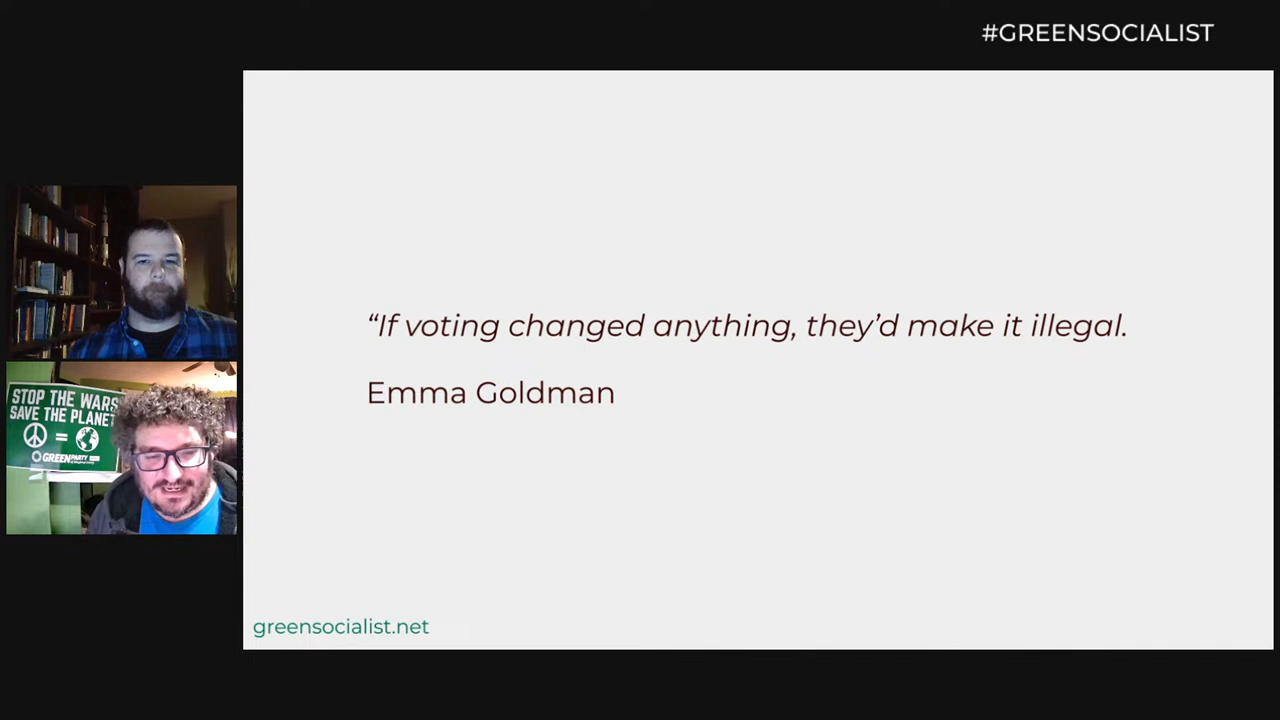 #GREENSOCIALIST
“If voting changed anything, they’d make it illegal.
Emma Goldman
STOP THE WARS
SAVE THE PLANET
=
GREENPARTY
greensocialist.net